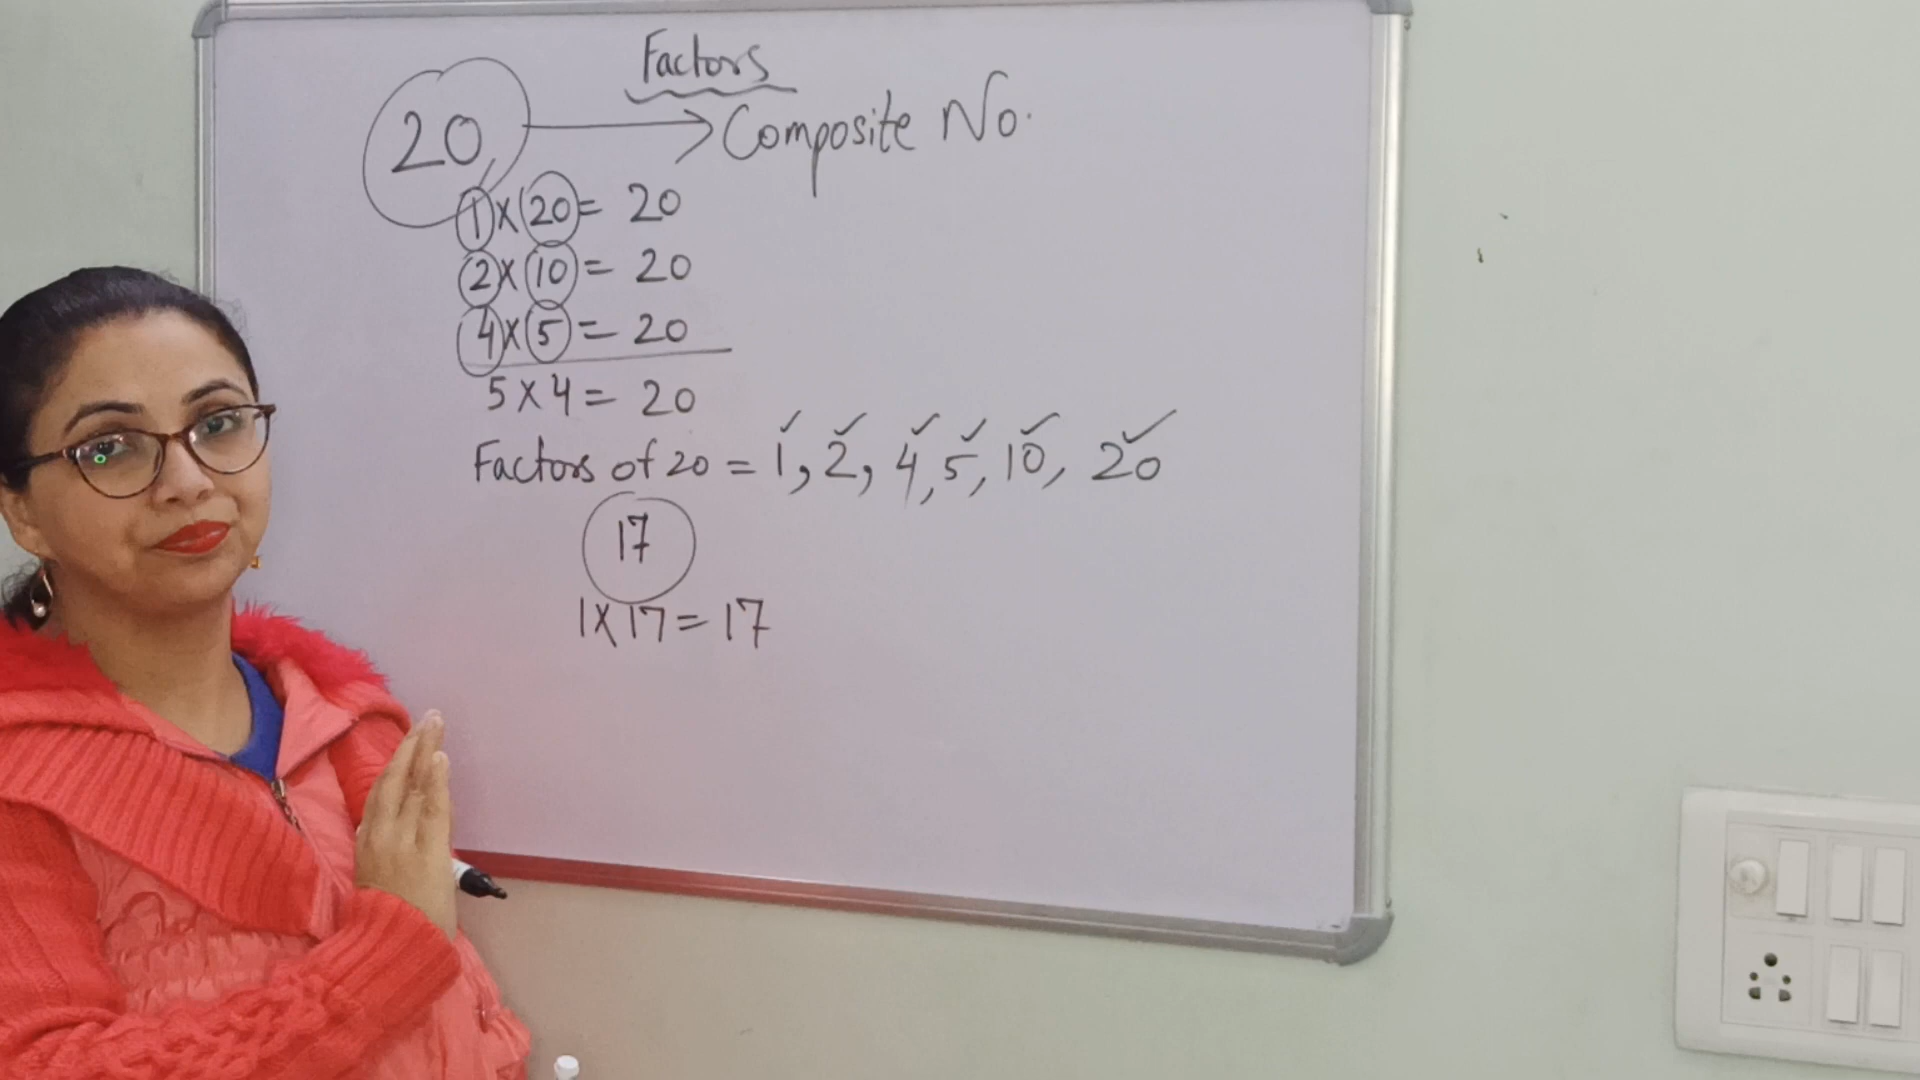 Factors
20 → Composite No.
1 x 20 = 20
2 x 10 = 20
4 x 5 = 20
5 x 4 = 20
Factors of 20 = 1, 2, 4, 5, 10, 20
17
1 x 17 = 17